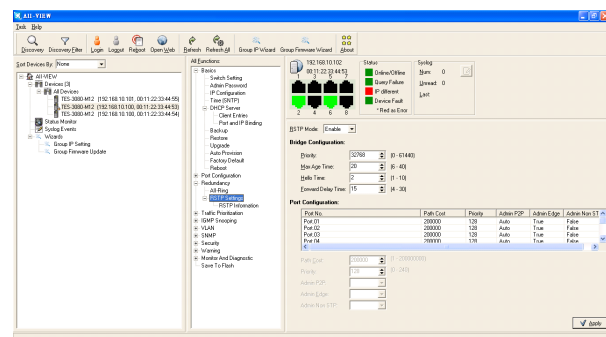 All-VIEW
Task Help
Discovery Discovery Filter Login Logout Reboot Open Web Refresh Refresh All Group IP Wizard Group Firmware Wizard About
Sort Devices By: None
All-VIEW
Devices (3)
All Devices
TES-3080-M12 [192.168.10.101, 00:11:22:33:44:55]
TES-3080-M12 [192.168.10.100, 00:11:22:33:44:53]
TES-3080-M12 [192.168.10.100, 00:11:22:33:44:54]
Status Monitor
Syslog Events
Wizards
Group IP Setting
Group Firmware Update
All Functions
Basics
Switch Setting
Admin Password
IP Configuration
Time (SNTP)
DHCP Server
Client Entries
Port and IP Binding
Backup
Restore
Upgrade
Auto Provision
Factory Default
Reboot
Port Configuration
Redundancy
All-Ring
RSTP Settings
RSTP Information
Traffic Prioritization
IGMP Snooping
VLAN
SNMP
Security
Warning
Monitor And Diagnostic
Save To Flash
192.168.10.102
00:11:22:33:44:53
1 3 5 7
2 4 6 8
Status
Online/Offline
Query Failure
IP different
Device Fault
* Red as Error
Syslog
Num: 0
Unread: 0
Last:
RSTP Mode: Enable
Bridge Configuration:
Priority: 32768 (0 - 61440)
Max Age Time: 20 (6 - 40)
Hello Time: 2 (1 - 10)
Forward Delay Time: 15 (4 - 30)
Port Configuration:
Port No. Path Cost Priority Admin P2P Admin Edge Admin Non ST
Port.01 200000 128 Auto True False
Port.02 200000 128 Auto True False
Port.03 200000 128 Auto True False
Port.04 200000 128 Auto True False
Path Cost: 200000 (1 - 200000000)
Priority: 128 (0 - 240)
Admin P2P:
Admin Edge:
Admin Non STP:
Apply